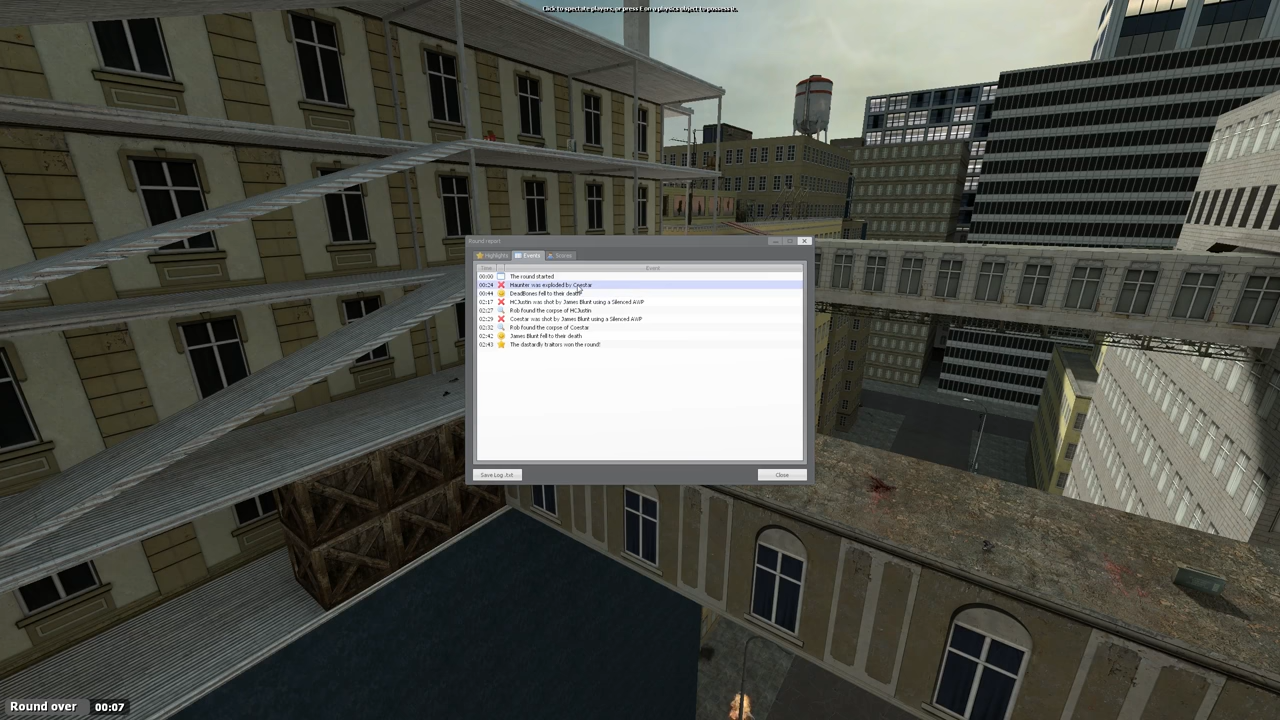 Click to spectate players, or press E on a physics object to possess it.
Round report
Highlights Events Scores
Time Event
00:00 The round started
00:24 Haunter was exploded by Coestar
00:44 DeadBones fell to their death
02:17 HCJustin was shot by James Blunt using a Silenced AWP
02:27 Rob found the corpse of HCJustin
02:29 Coestar was shot by James Blunt using a Silenced AWP
02:32 Rob found the corpse of Coestar
02:42 James Blunt fell to their death
02:43 The dastardly traitors won the round!
Save Log .txt Close
Round over 00:07